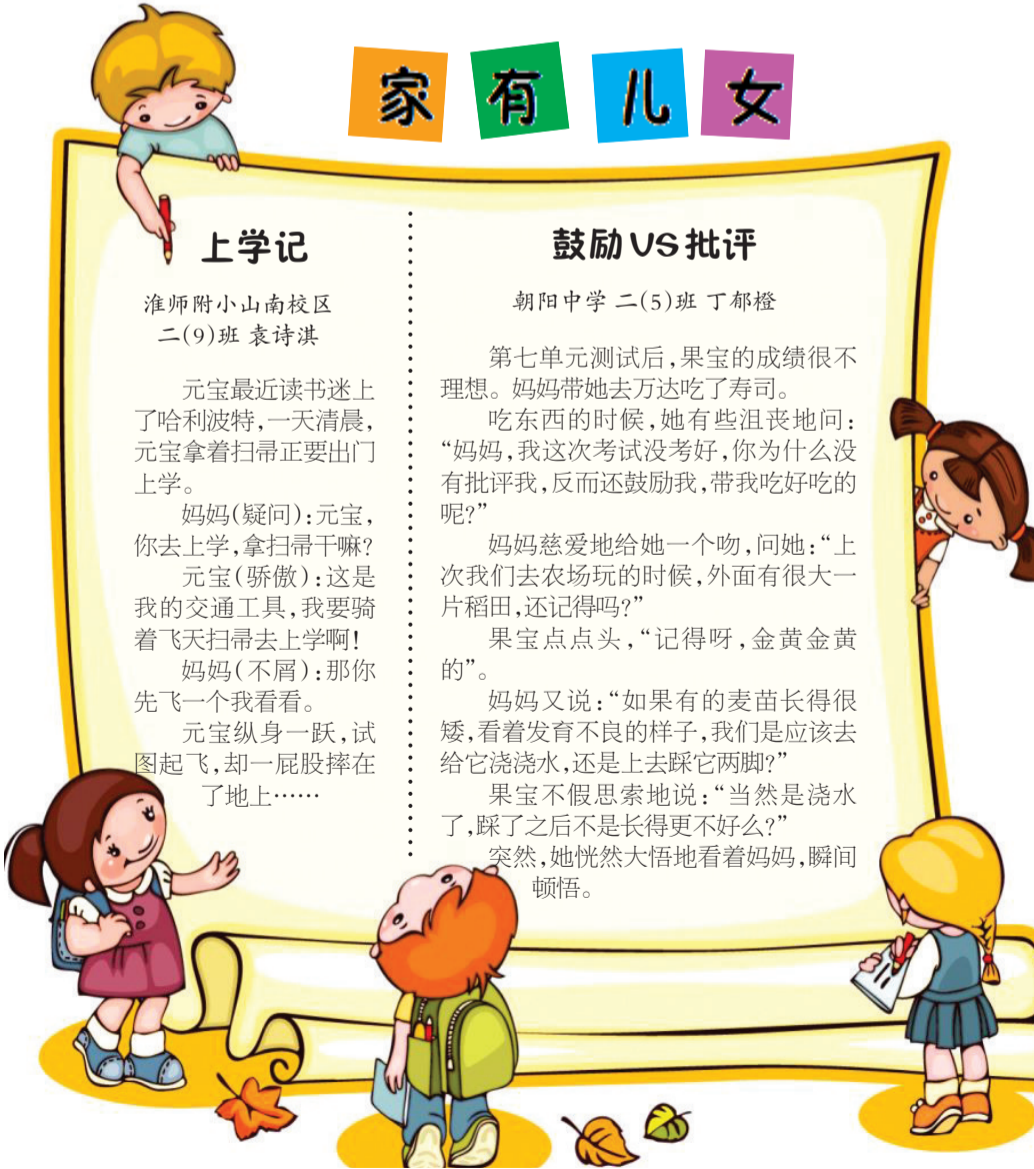 家有儿女
上学记
淮师附小山南校区
二(9)班 袁诗淇
元宝最近读书迷上
了哈利波特,一天清晨,
元宝拿着扫帚正要出门
上学。
妈妈(疑问):元宝,
你去上学,拿扫帚干嘛?
元宝(骄傲):这是
我的交通工具,我要骑
着飞天扫帚去上学啊!
妈妈(不屑):那你
先飞一个我看看。
元宝纵身一跃,试
图起飞,却一屁股摔在
了地上……
鼓励VS批评
朝阳中学 二(5)班 丁郁橙
第七单元测试后,果宝的成绩很不
理想。妈妈带她去万达吃了寿司。
吃东西的时候,她有些沮丧地问:
“妈妈,我这次考试没考好,你为什么没
有批评我,反而还鼓励我,带我吃好吃的
呢?”
妈妈慈爱地给她一个吻,问她:“上
次我们去农场玩的时候,外面有很大一
片稻田,还记得吗?”
果宝点点头,“记得呀,金黄金黄
的”。
妈妈又说:“如果有的麦苗长得很
矮,看着发育不良的样子,我们是应该去
给它浇浇水,还是上去踩它两脚?”
果宝不假思索地说:“当然是浇水
了,踩了之后不是长得更不好么?”
突然,她恍然大悟地看着妈妈,瞬间
顿悟。